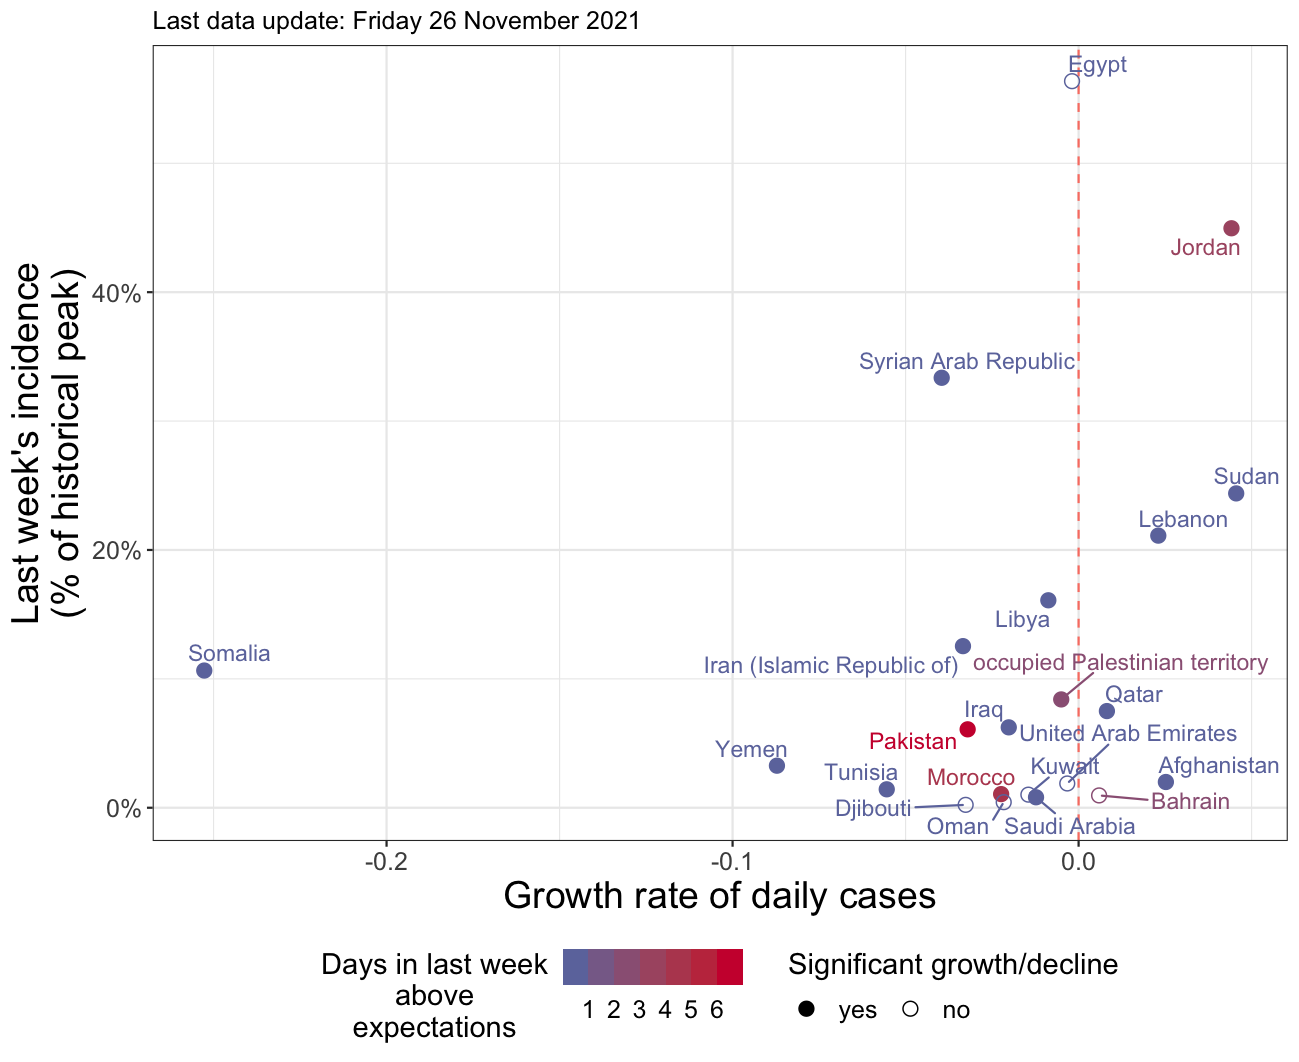 Last data update: Friday 26 November 2021
Egypt
Jordan
40%
Syrian Arab Republic
Sudan
Lebanon
20%
Libya
Somalia
Iran (Islamic Republic of)
occupied Palestinian territory
Qatar
Iraq
United Arab Emirates
Pakistan
Yemen
Kuwait
Afghanistan
Tunisia
Morocco
Bahrain
Djibouti
0%
Oman
Saudi Arabia
Last week's incidence
(% of historical peak)
-0.2
-0.1
0.0
Growth rate of daily cases
Days in last week
above
expectations
1 2 3 4 5 6
Significant growth/decline
yes
no